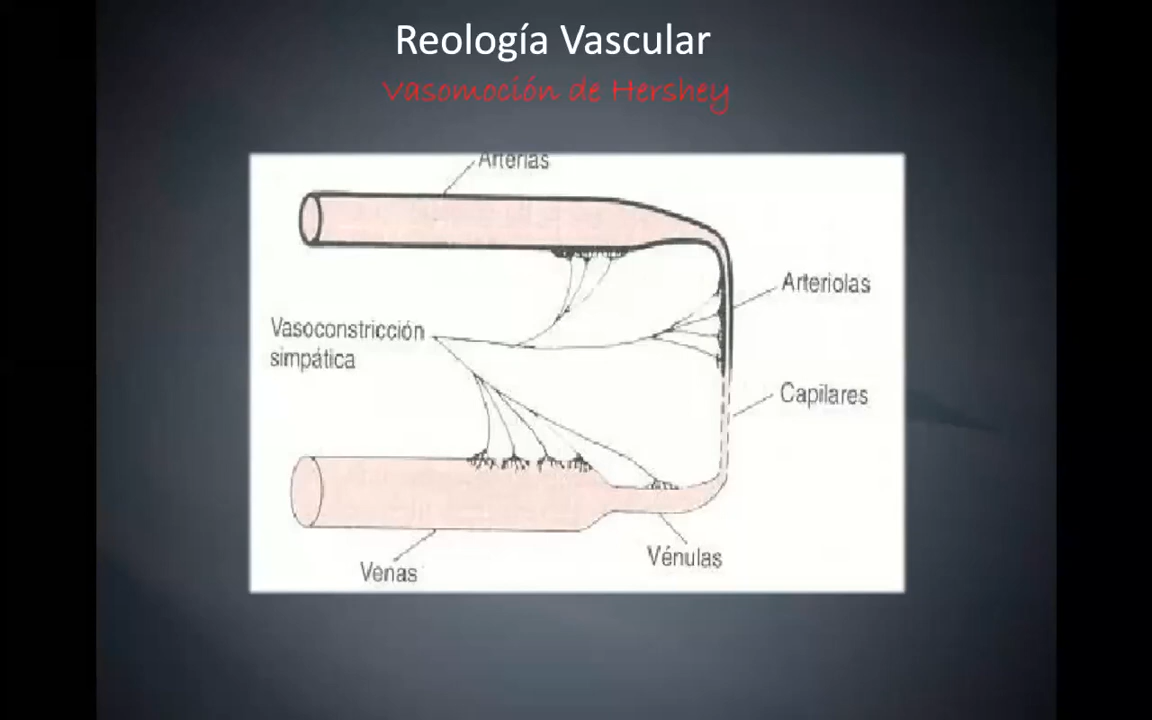 Reología Vascular
Vasomoción de Hershey
Arterias
Arteriolas
Vasoconstricción
simpática
Capilares
Vénulas
Venas